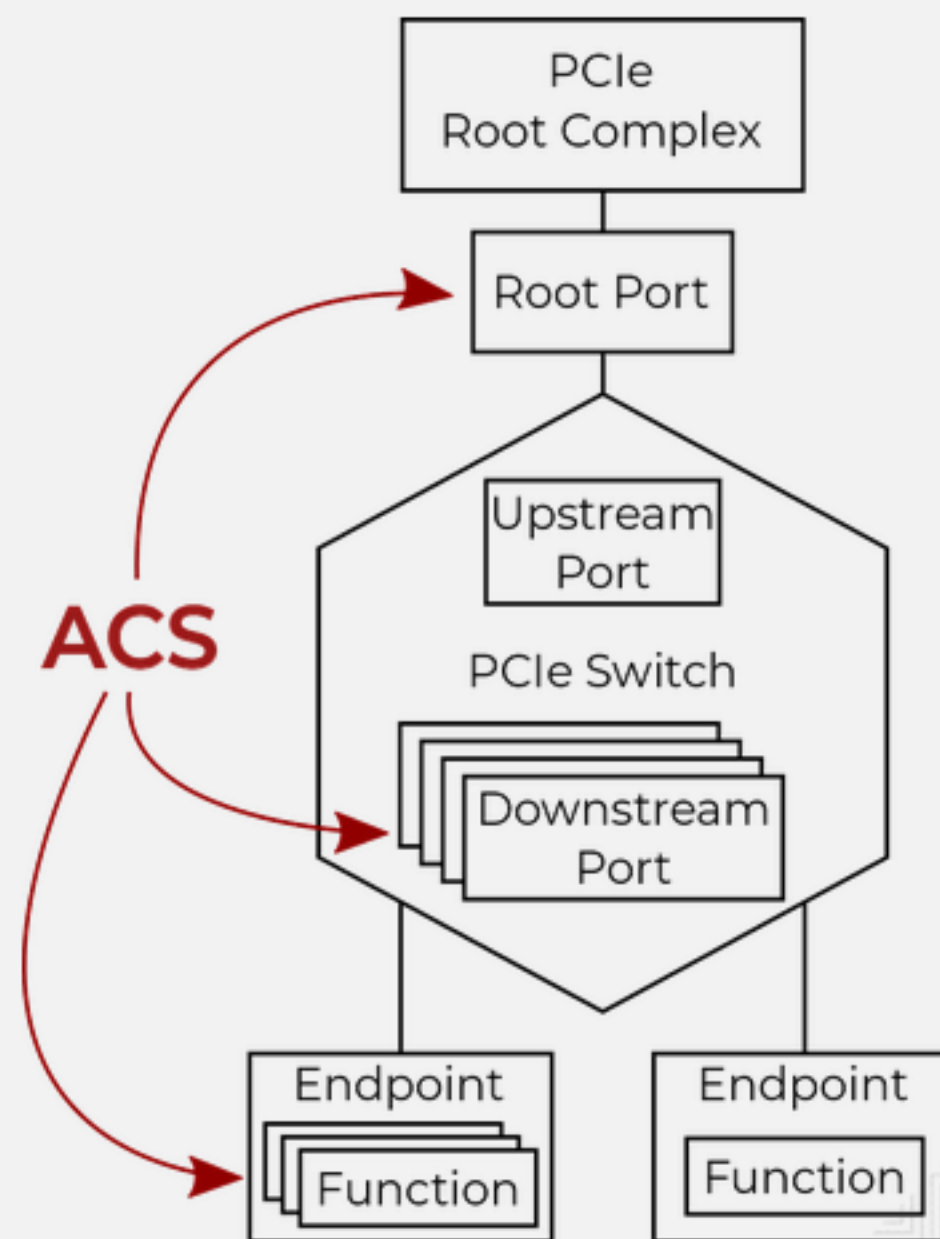 PCIe
Root Complex
Root Port
Upstream
Port
ACS
PCIe Switch
Downstream
Port
Endpoint
Function
Endpoint
Function